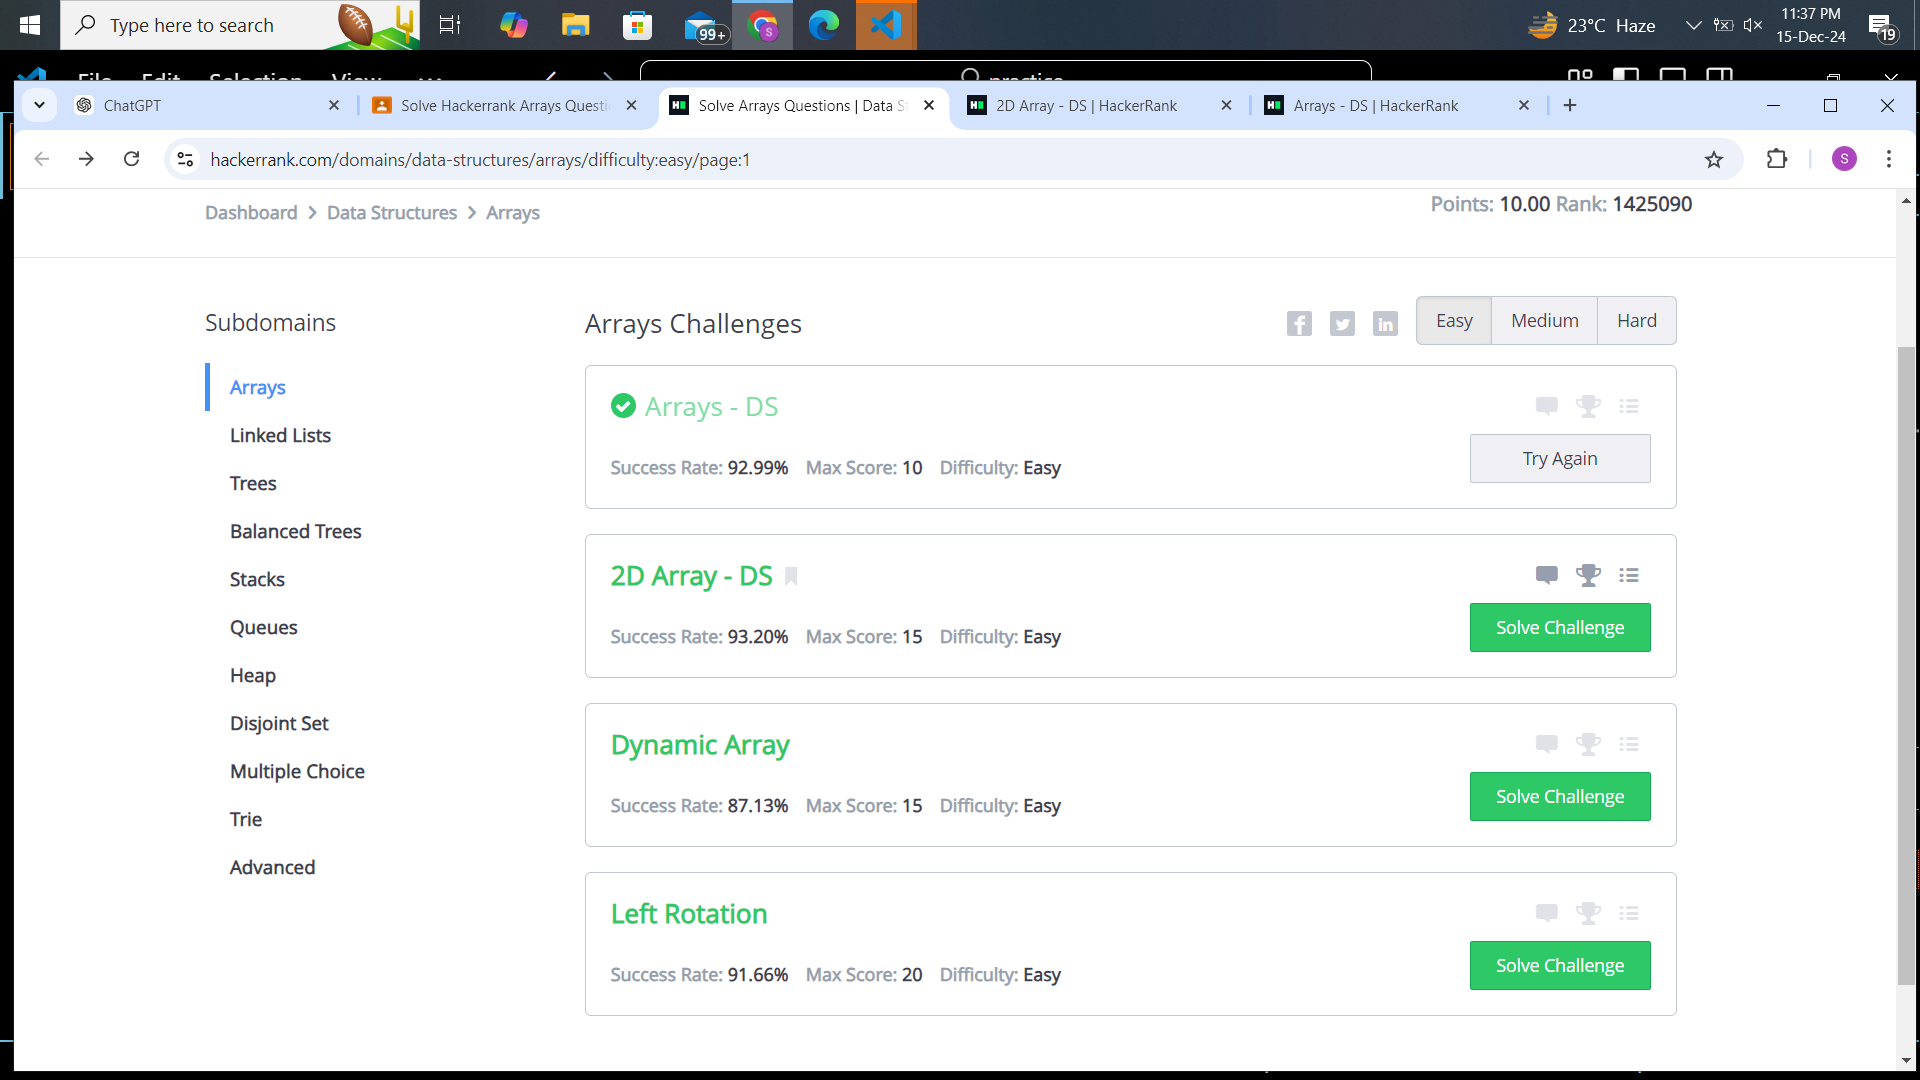 Type here to search
99+
S
23°C Haze
11:37 PM
15-Dec-24
19
File Edit Selection View ...
practice
ChatGPT
Solve Hackerrank Arrays Questi
Solve Arrays Questions | Data S
2D Array - DS | HackerRank
Arrays - DS | HackerRank
hackerrank.com/domains/data-structures/arrays/difficulty:easy/page:1
S
Dashboard > Data Structures > Arrays
Points: 10.00 Rank: 1425090
Subdomains
Arrays
Linked Lists
Trees
Balanced Trees
Stacks
Queues
Heap
Disjoint Set
Multiple Choice
Trie
Advanced
Arrays Challenges
Easy Medium Hard
Arrays - DS
Success Rate: 92.99% Max Score: 10 Difficulty: Easy
Try Again
2D Array - DS
Success Rate: 93.20% Max Score: 15 Difficulty: Easy
Solve Challenge
Dynamic Array
Success Rate: 87.13% Max Score: 15 Difficulty: Easy
Solve Challenge
Left Rotation
Success Rate: 91.66% Max Score: 20 Difficulty: Easy
Solve Challenge